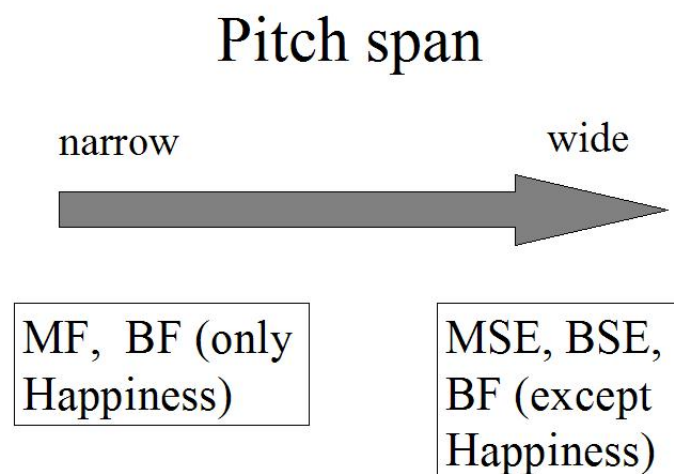 Pitch span
narrow
wide
MF, BF (only
Happiness)
MSE, BSE,
BF (except
Happiness)